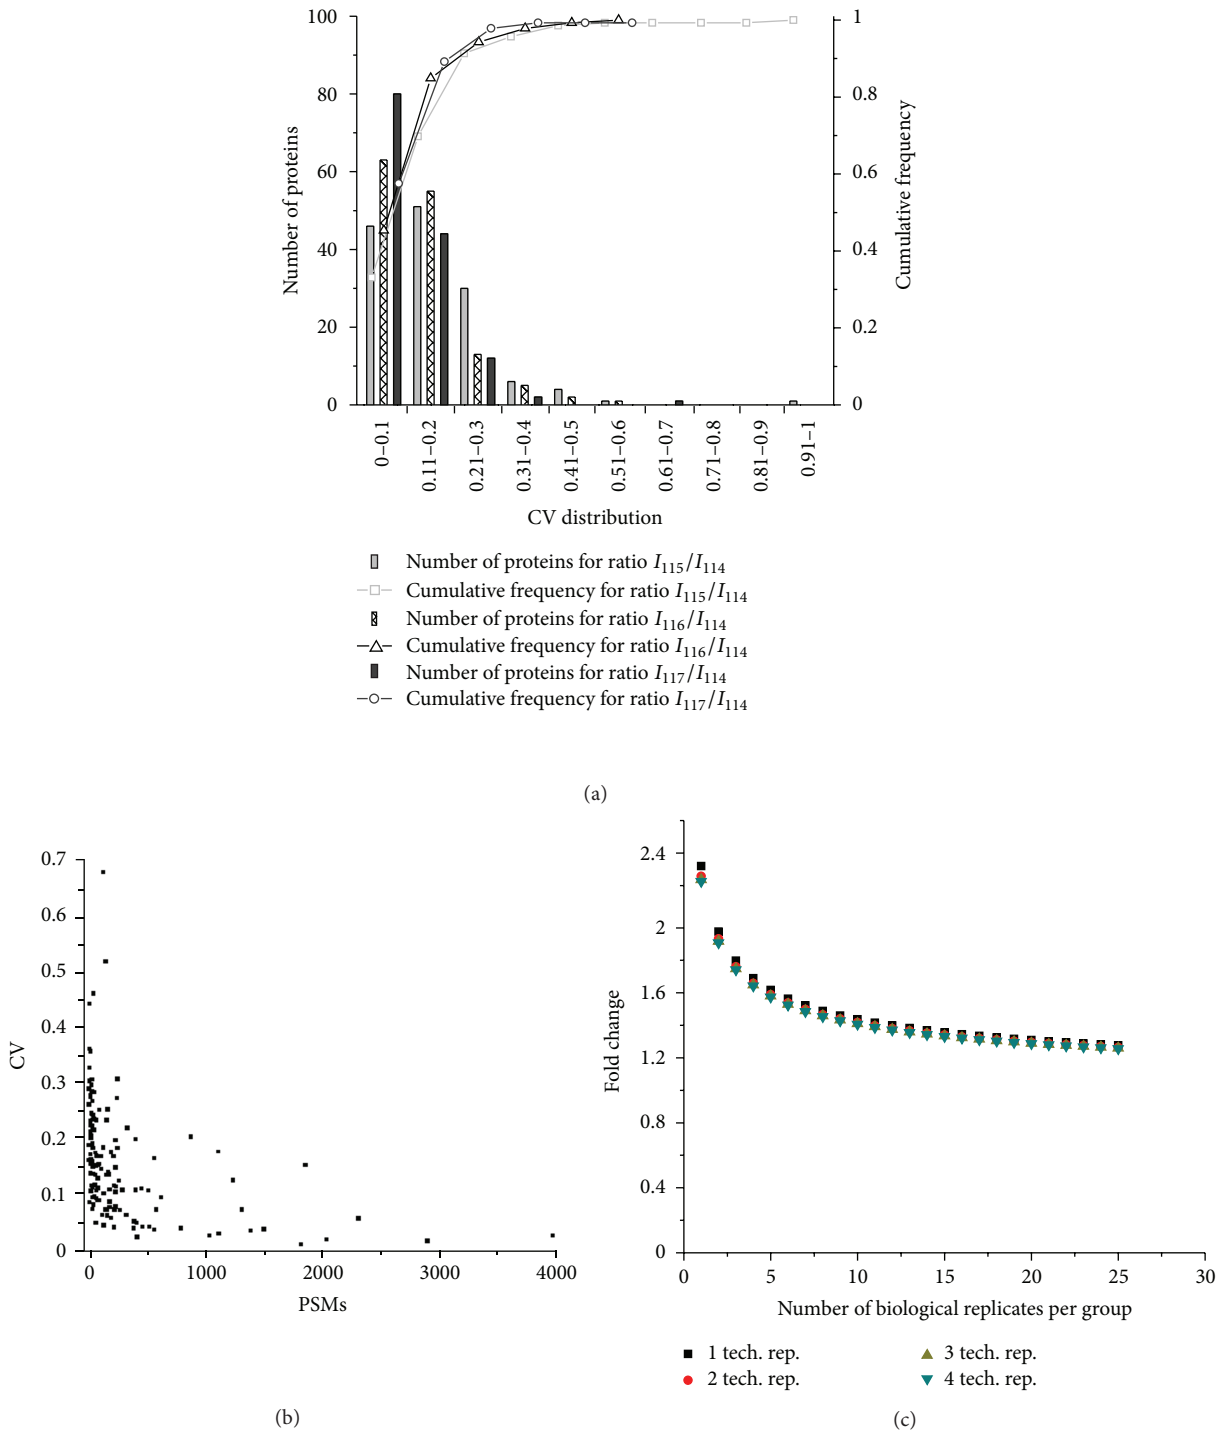 100
80
60
40
20
0
Number of proteins
1
0.8
0.6
0.4
0.2
0
Cumulative frequency
0–0.1
0.11–0.2
0.21–0.3
0.31–0.4
0.41–0.5
0.51–0.6
0.61–0.7
0.71–0.8
0.81–0.9
0.91–1
CV distribution
Number of proteins for ratio I115/I114
Cumulative frequency for ratio I115/I114
Number of proteins for ratio I116/I114
Cumulative frequency for ratio I116/I114
Number of proteins for ratio I117/I114
Cumulative frequency for ratio I117/I114
(a)
0.7
0.6
0.5
0.4
0.3
0.2
0.1
0
CV
0 1000 2000 3000 4000
PSMs
(b)
2.4
2
1.6
1.2
0.8
0.4
0
Fold change
0 5 10 15 20 25 30
Number of biological replicates per group
1 tech. rep.
2 tech. rep.
3 tech. rep.
4 tech. rep.
(c)